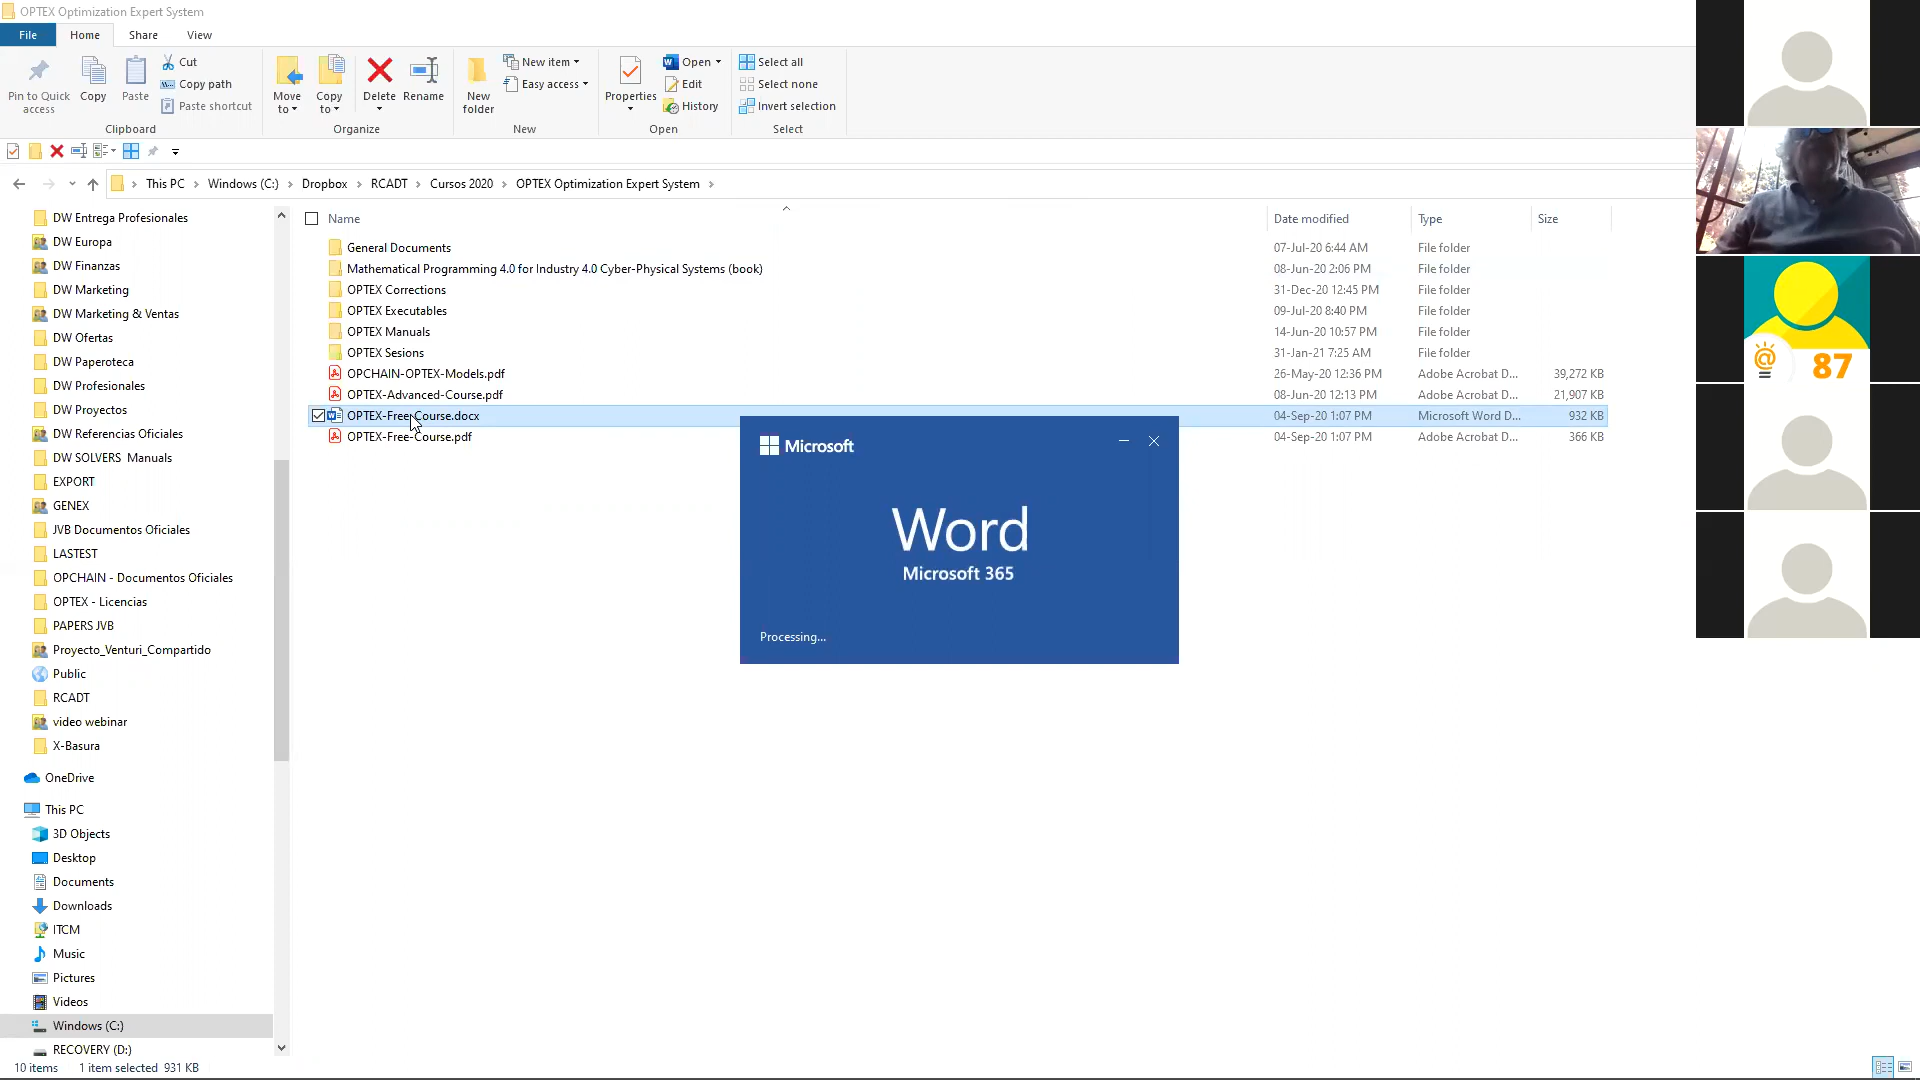 OPTEX Optimization Expert System
File Home Share View
Pin to Quick access
Copy
Paste
Cut
Copy path
Paste shortcut
Clipboard
Move to
Copy to
Delete
Rename
Organize
New folder
New item
Easy access
New
Properties
Open
Edit
History
Open
Select all
Select none
Invert selection
Select
This PC > Windows (C:) > Dropbox > RCADT > Cursos 2020 > OPTEX Optimization Expert System >
DW Entrega Profesionales
DW Europa
DW Finanzas
DW Marketing
DW Marketing & Ventas
DW Ofertas
DW Paperoteca
DW Profesionales
DW Proyectos
DW Referencias Oficiales
DW SOLVERS Manuals
EXPORT
GENEX
JVB Documentos Oficiales
LASTEST
OPCHAIN - Documentos Oficiales
OPTEX - Licencias
PAPERS JVB
Proyecto_Venturi_Compartido
Public
RCADT
video webinar
X-Basura
OneDrive
This PC
3D Objects
Desktop
Documents
Downloads
ITCM
Music
Pictures
Videos
Windows (C:)
RECOVERY (D:)
Name Date modified Type Size
General Documents 07-Jul-20 6:44 AM File folder
Mathematical Programming 4.0 for Industry 4.0 Cyber-Physical Systems (book) 08-Jun-20 2:06 PM File folder
OPTEX Corrections 31-Dec-20 12:45 PM File folder
OPTEX Executables 09-Jul-20 8:40 PM File folder
OPTEX Manuals 14-Jun-20 10:57 PM File folder
OPTEX Sesions 31-Jan-21 7:25 AM File folder
OPCHAIN-OPTEX-Models.pdf 26-May-20 12:36 PM Adobe Acrobat D... 39,272 KB
OPTEX-Advanced-Course.pdf 08-Jun-20 12:13 PM Adobe Acrobat D... 21,907 KB
OPTEX-Free-Course.docx 04-Sep-20 1:07 PM Microsoft Word D... 932 KB
OPTEX-Free-Course.pdf 04-Sep-20 1:07 PM Adobe Acrobat D... 366 KB
Microsoft
Word
Microsoft 365
Processing...
@ 87
10 items 1 item selected 931 KB